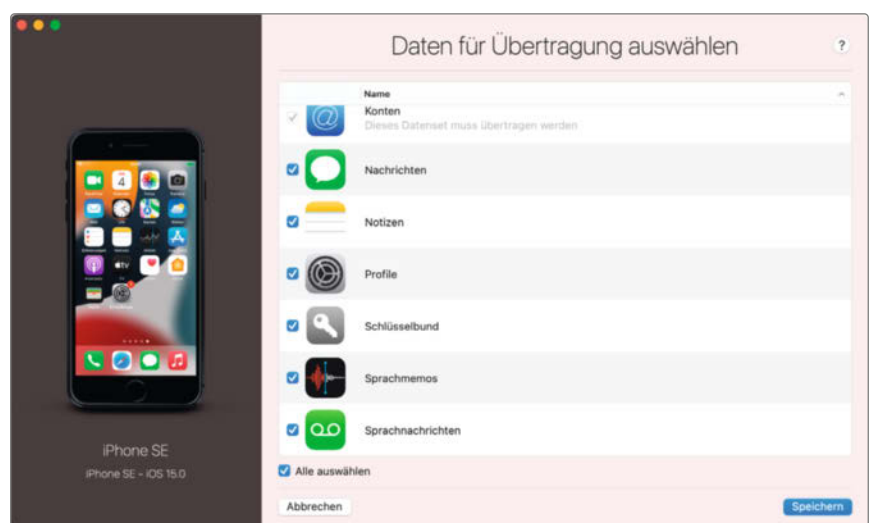 Daten für Übertragung auswählen
?
Name
Konten
Dieses Datenset muss übertragen werden
Nachrichten
Notizen
Profile
Schlüsselbund
Sprachmemos
Sprachnachrichten
Alle auswählen
Abbrechen
Speichern
iPhone SE
iPhone SE – iOS 15.0